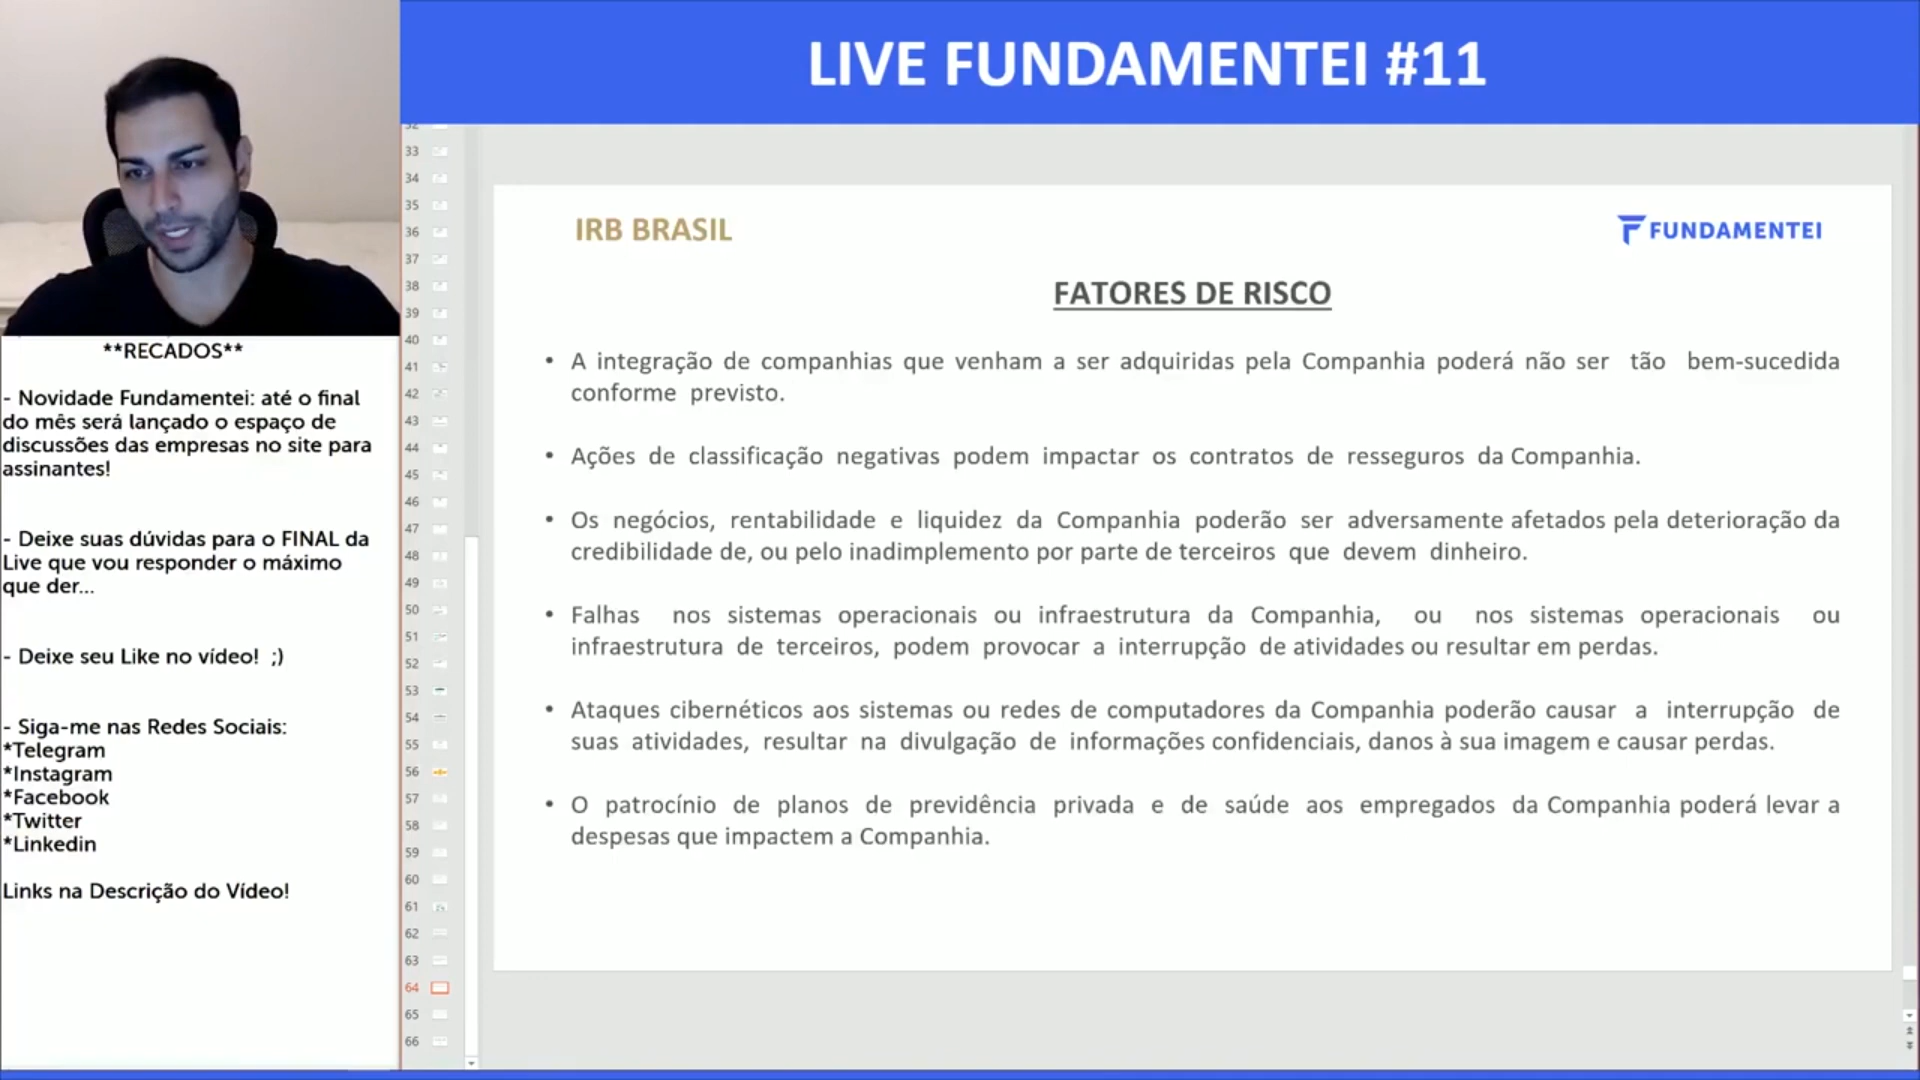 LIVE FUNDAMENTEI #11
**RECADOS**
- Novidade Fundamentei: até o final
do mês será lançado o espaço de
discussões das empresas no site para
assinantes!
- Deixe suas dúvidas para o FINAL da
Live que vou responder o máximo
que der...
- Deixe seu Like no vídeo!  ;)
- Siga-me nas Redes Sociais:
*Telegram
*Instagram
*Facebook
*Twitter
*Linkedin
Links na Descrição do Vídeo!
32
33
34
35
36
37
38
39
40
41
42
43
44
45
46
47
48
49
50
51
52
53
54
55
56
57
58
59
60
61
62
63
64
65
66
IRB BRASIL
FUNDAMENTEI
FATORES DE RISCO
• A integração de companhias que venham a ser adquiridas pela Companhia poderá não ser tão bem-sucedida
conforme previsto.
• Ações de classificação negativas podem impactar os contratos de resseguros da Companhia.
• Os negócios, rentabilidade e liquidez da Companhia poderão ser adversamente afetados pela deterioração da
credibilidade de, ou pelo inadimplemento por parte de terceiros que devem dinheiro.
• Falhas nos sistemas operacionais ou infraestrutura da Companhia, ou nos sistemas operacionais ou
infraestrutura de terceiros, podem provocar a interrupção de atividades ou resultar em perdas.
• Ataques cibernéticos aos sistemas ou redes de computadores da Companhia poderão causar a interrupção de
suas atividades, resultar na divulgação de informações confidenciais, danos à sua imagem e causar perdas.
• O patrocínio de planos de previdência privada e de saúde aos empregados da Companhia poderá levar a
despesas que impactem a Companhia.